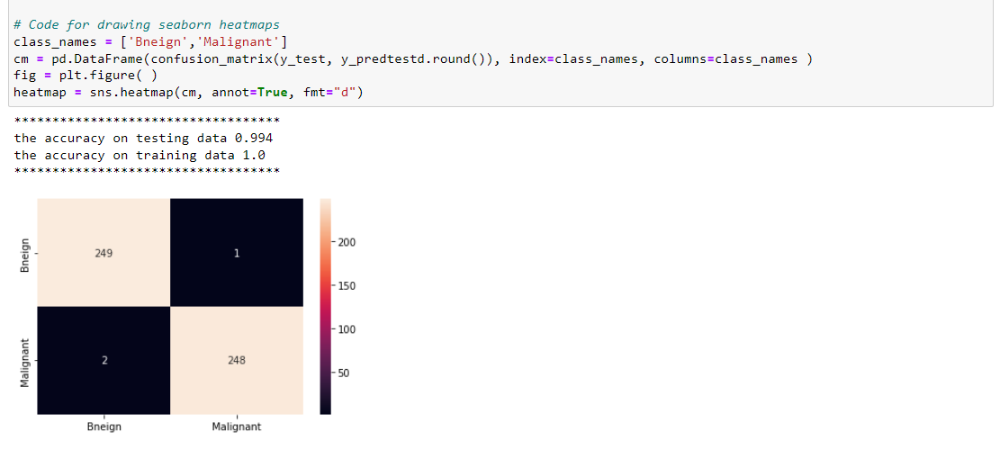 # Code for drawing seaborn heatmaps
class_names = ['Bneign','Malignant']
cm = pd.DataFrame(confusion_matrix(y_test, y_predtestd.round()), index=class_names, columns=class_names )
fig = plt.figure( )
heatmap = sns.heatmap(cm, annot=True, fmt="d")
***********************************
the accuracy on testing data 0.994
the accuracy on training data 1.0
***********************************
Bneign
249
1
200
150
100
Malignant
2
248
50
Bneign
Malignant